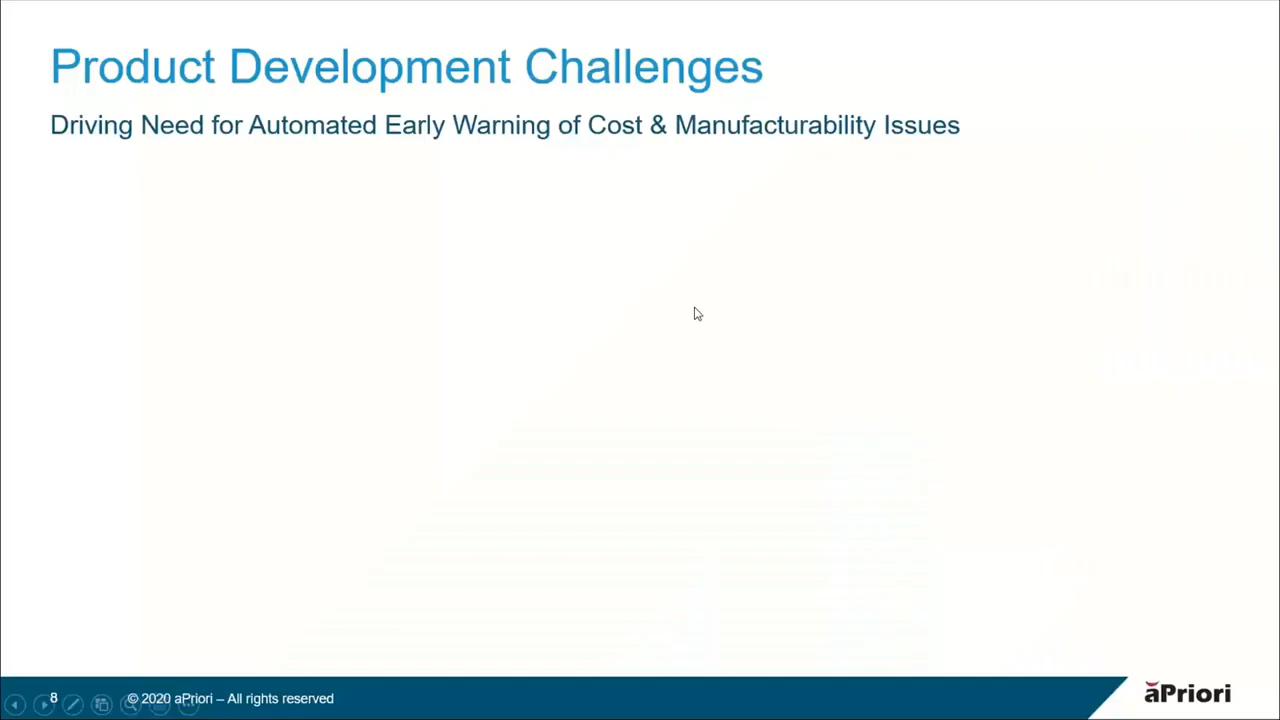 Product Development Challenges
Driving Need for Automated Early Warning of Cost & Manufacturability Issues
8
© 2020 aPriori – All rights reserved
aPriori